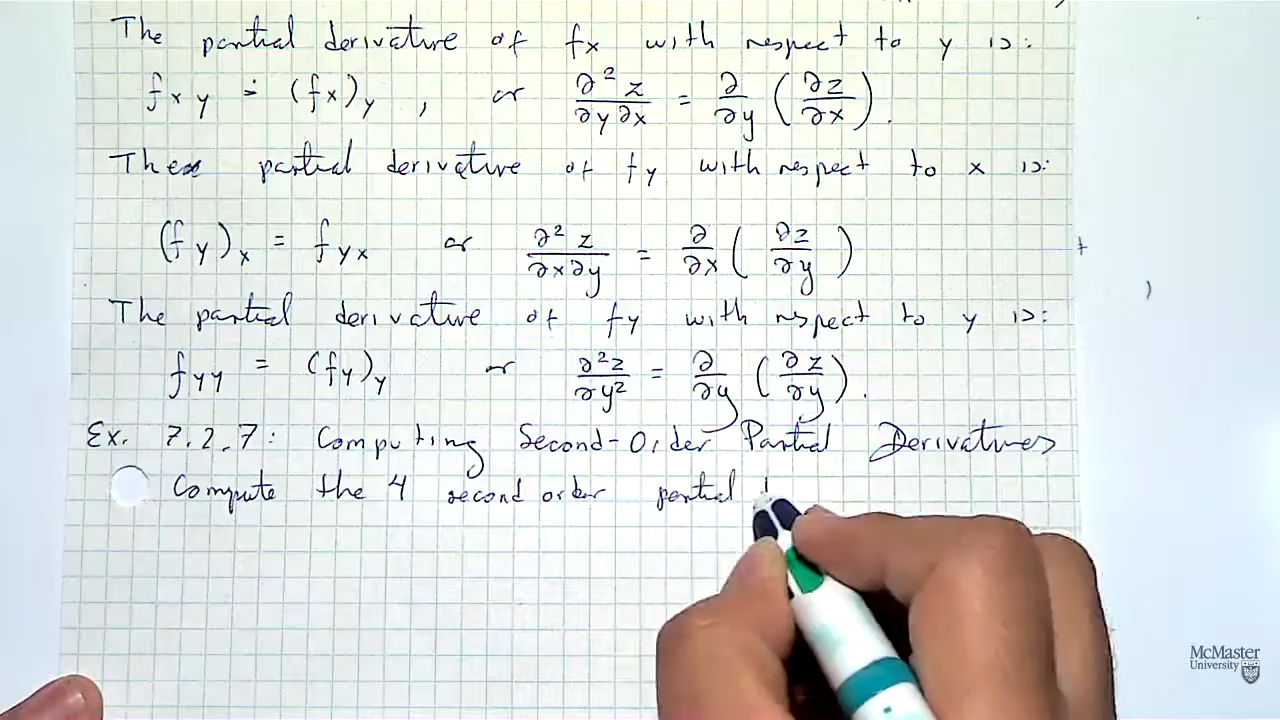 The partial derivative of fx with respect to y is:
fxy = (fx)y , or ∂²z/∂y∂x = ∂/∂y (∂z/∂x).
The partial derivative of fy with respect to x is:
(fy)x = fyx or ∂²z/∂x∂y = ∂/∂x (∂z/∂y)
The partial derivative of fy with respect to y is:
fyy = (fy)y or ∂²z/∂y² = ∂/∂y (∂z/∂y).
Ex. 7.2.7: Computing Second-Order Partial Derivatives
Compute the 4 second order partial
McMaster
University